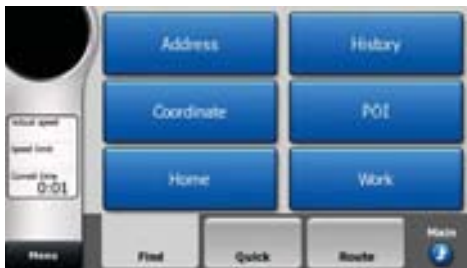 Address
History
Coordinate
POI
Actual speed
Speed limit
Current time
0:01
Home
Work
Menu
Find
Quick
Route
Main